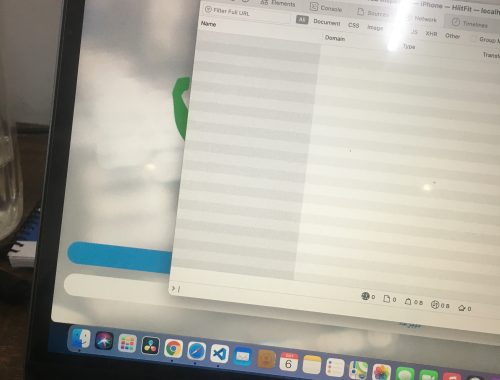 iPhone — HiitFit — local
Elements
Console
Sources
Network
Timelines
Filter Full URL
All
Document
CSS
Image
JS
XHR
Other
Group
Name
Domain
Type
Transf
0
0
0 B
0 B
0
6